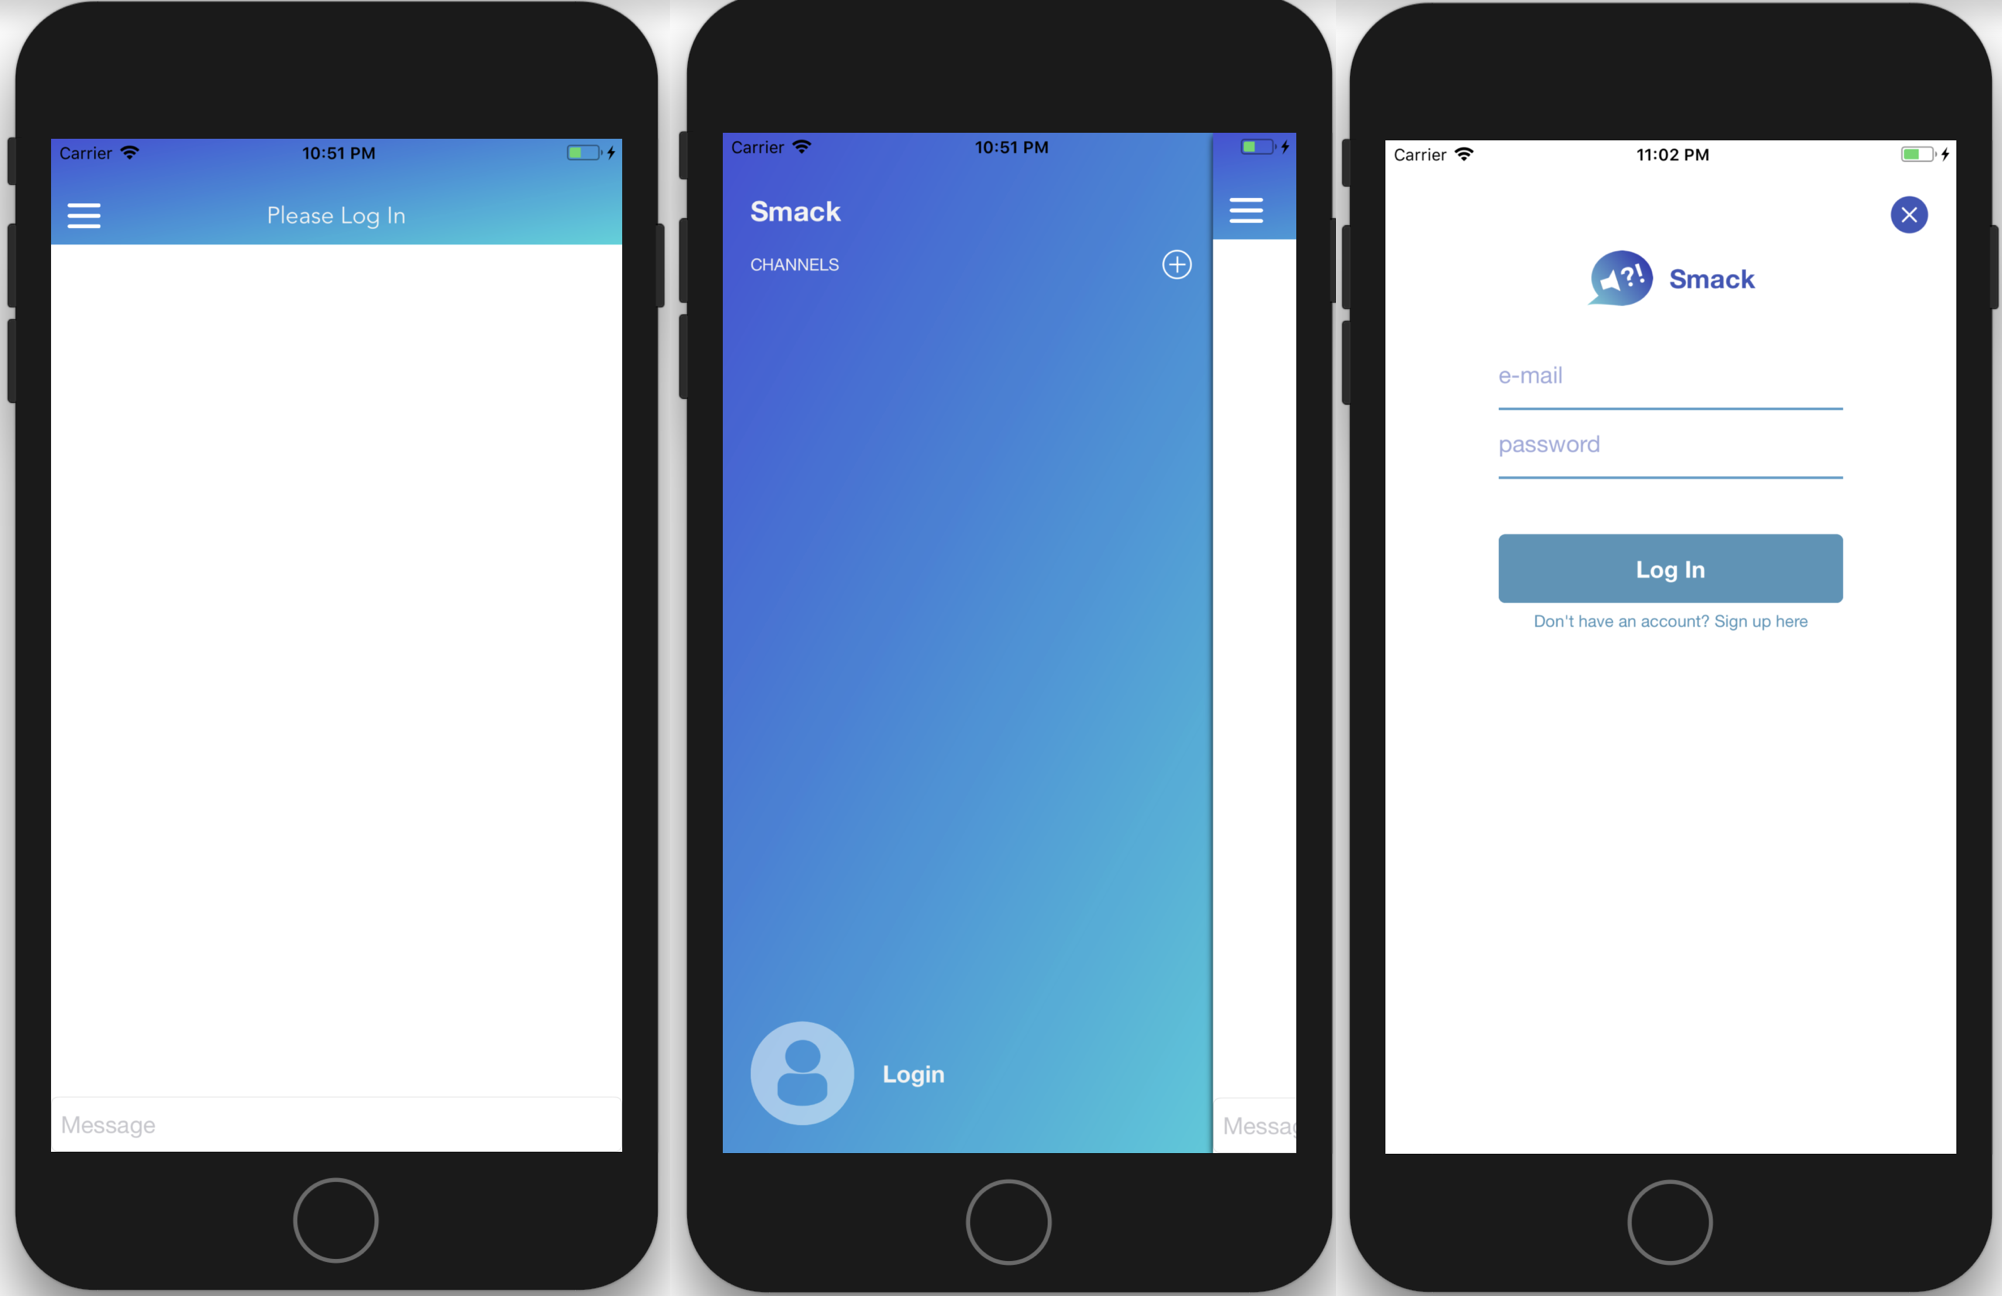 Carrier 10:51 PM
Please Log In
Message
Carrier 10:51 PM
Smack
CHANNELS
Login
Messag
Carrier 11:02 PM
?! Smack
e-mail
password
Log In
Don't have an account? Sign up here